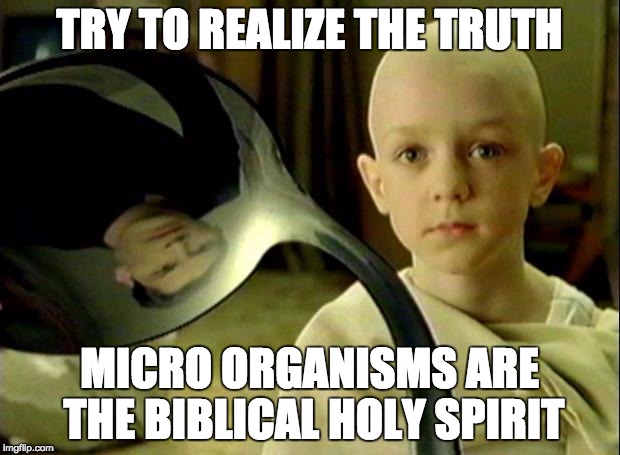 TRY TO REALIZE THE TRUTH
MICRO ORGANISMS ARE
THE BIBLICAL HOLY SPIRIT
imgflip.com